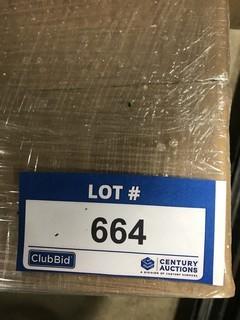 LOT #
664
ClubBid
CENTURY
AUCTIONS
A DIVISION OF CENTURY SERVICES